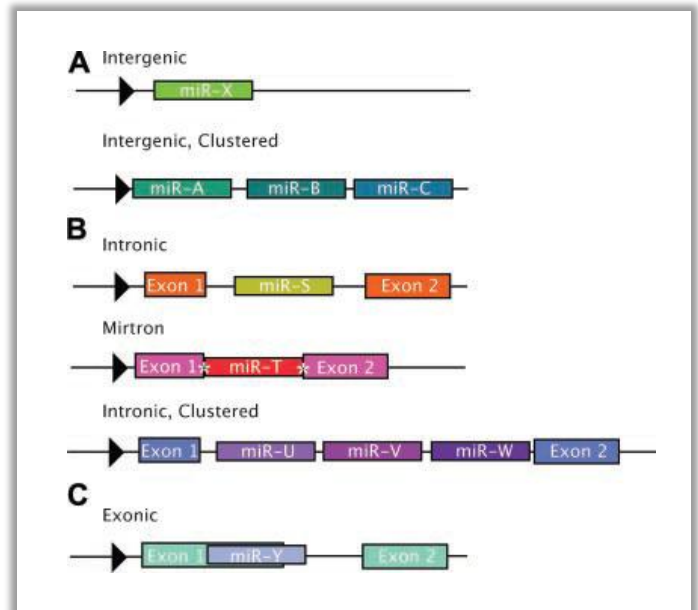 A Intergenic
miR-X
Intergenic, Clustered
miR-A miR-B miR-C
B
Intronic
Exon 1 miR-S Exon 2
Mirtron
Exon 1* miR-T *Exon 2
Intronic, Clustered
Exon 1 miR-U miR-V miR-W Exon 2
C
Exonic
Exon 1 miR-Y Exon 2